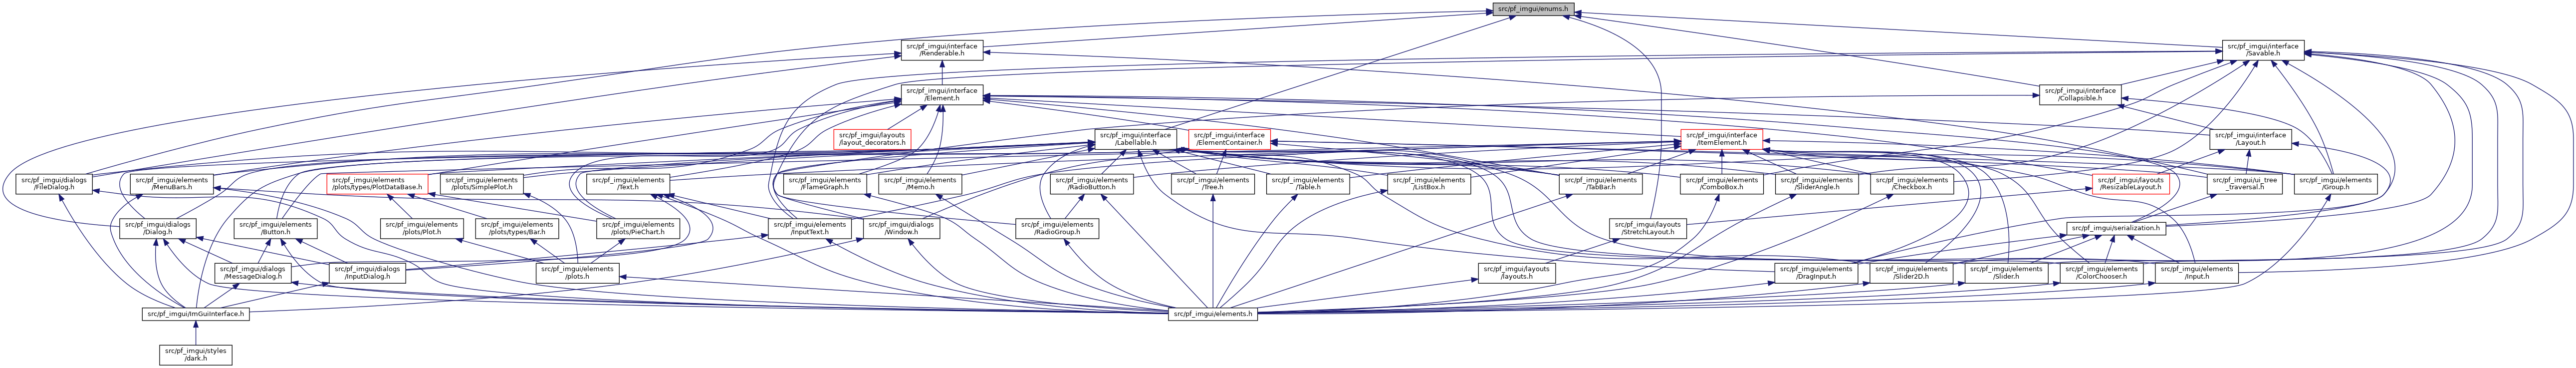 src/pf_imgui/enums.h
src/pf_imgui/interface
/Renderable.h
src/pf_imgui/interface
/Savable.h
src/pf_imgui/interface
/Element.h
src/pf_imgui/interface
/Collapsible.h
src/pf_imgui/layouts
/layout_decorators.h
src/pf_imgui/interface
/Labellable.h
src/pf_imgui/interface
/ElementContainer.h
src/pf_imgui/interface
/ItemElement.h
src/pf_imgui/interface
/Layout.h
src/pf_imgui/dialogs
/FileDialog.h
src/pf_imgui/elements
/MenuBars.h
src/pf_imgui/elements
/plots/types/PlotDataBase.h
src/pf_imgui/elements
/plots/SimplePlot.h
src/pf_imgui/elements
/Text.h
src/pf_imgui/elements
/FlameGraph.h
src/pf_imgui/elements
/Memo.h
src/pf_imgui/elements
/RadioButton.h
src/pf_imgui/elements
/Tree.h
src/pf_imgui/elements
/Table.h
src/pf_imgui/elements
/ListBox.h
src/pf_imgui/elements
/TabBar.h
src/pf_imgui/elements
/ComboBox.h
src/pf_imgui/elements
/SliderAngle.h
src/pf_imgui/elements
/Checkbox.h
src/pf_imgui/layouts
/ResizableLayout.h
src/pf_imgui/ui_tree
_traversal.h
src/pf_imgui/elements
/Group.h
src/pf_imgui/dialogs
/Dialog.h
src/pf_imgui/elements
/Button.h
src/pf_imgui/elements
/plots/Plot.h
src/pf_imgui/elements
/plots/types/Bar.h
src/pf_imgui/elements
/plots/PieChart.h
src/pf_imgui/elements
/InputText.h
src/pf_imgui/dialogs
/Window.h
src/pf_imgui/elements
/RadioGroup.h
src/pf_imgui/layouts
/StretchLayout.h
src/pf_imgui/serialization.h
src/pf_imgui/dialogs
/MessageDialog.h
src/pf_imgui/dialogs
/InputDialog.h
src/pf_imgui/elements
/plots.h
src/pf_imgui/layouts
/layouts.h
src/pf_imgui/elements
/DragInput.h
src/pf_imgui/elements
/Slider2D.h
src/pf_imgui/elements
/Slider.h
src/pf_imgui/elements
/ColorChooser.h
src/pf_imgui/elements
/Input.h
src/pf_imgui/ImGuiInterface.h
src/pf_imgui/elements.h
src/pf_imgui/styles
/dark.h